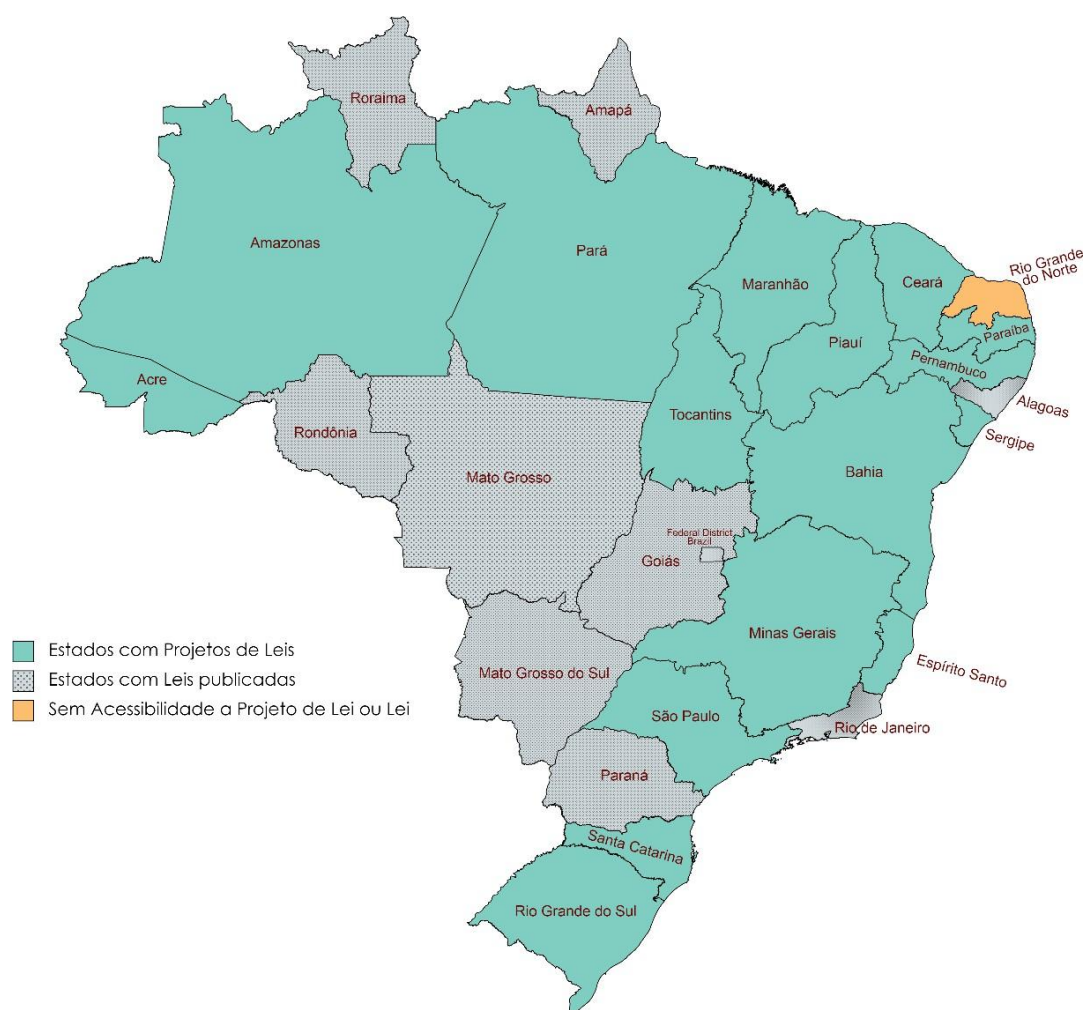 Roraima
Amapá
Amazonas
Pará
Maranhão
Ceará
Rio Grande
do Norte
Piauí
Paraíba
Pernambuco
Acre
Tocantins
Alagoas
Rondônia
Sergipe
Mato Grosso
Bahia
Federal District
Brazil
Goiás
Minas Gerais
Estados com Projetos de Leis
Estados com Leis publicadas
Sem Acessibilidade a Projeto de Lei ou Lei
Mato Grosso do Sul
Espírito Santo
São Paulo
Rio de Janeiro
Paraná
Santa Catarina
Rio Grande do Sul